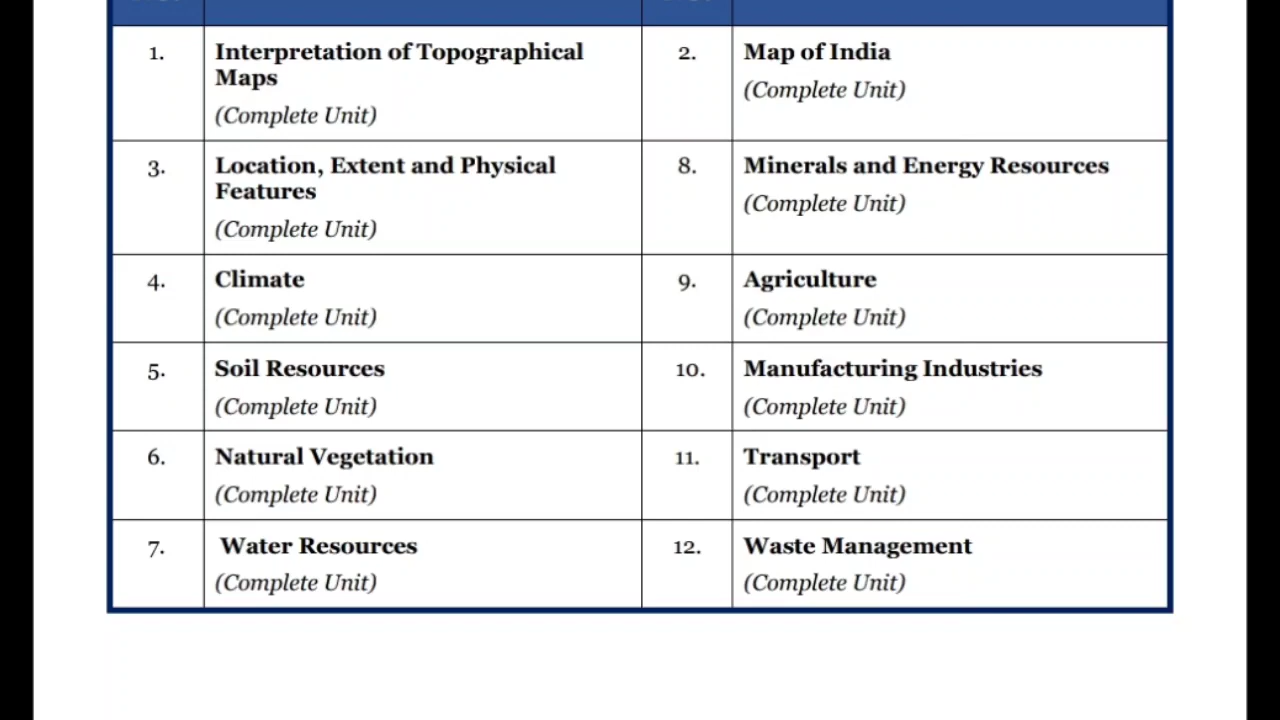 1.
Interpretation of Topographical
Maps
(Complete Unit)
2.
Map of India
(Complete Unit)
3.
Location, Extent and Physical
Features
(Complete Unit)
8.
Minerals and Energy Resources
(Complete Unit)
4.
Climate
(Complete Unit)
9.
Agriculture
(Complete Unit)
5.
Soil Resources
(Complete Unit)
10.
Manufacturing Industries
(Complete Unit)
6.
Natural Vegetation
(Complete Unit)
11.
Transport
(Complete Unit)
7.
Water Resources
(Complete Unit)
12.
Waste Management
(Complete Unit)